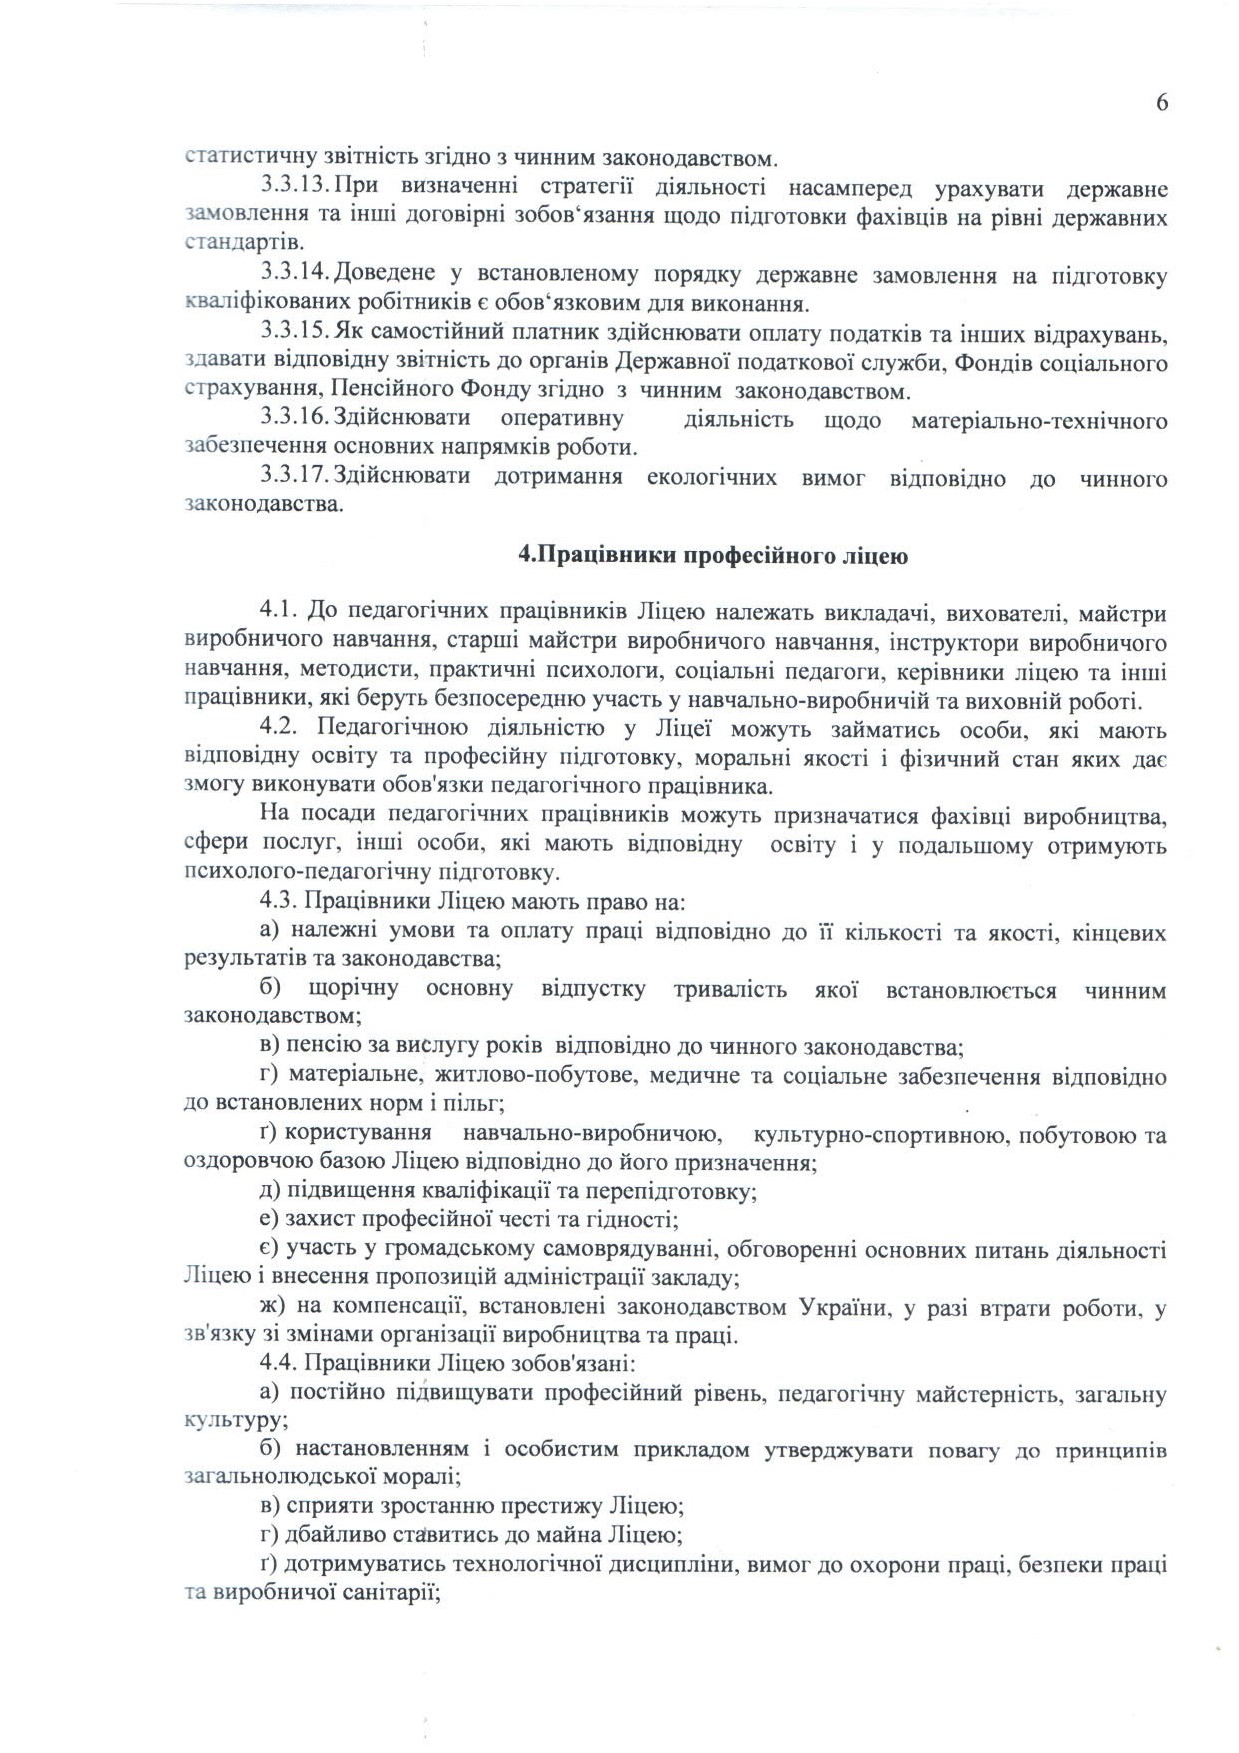 6
статистичну звітність згідно з чинним законодавством.
3.3.13. При визначенні стратегії діяльності насамперед урахувати державне
замовлення та інші договірні зобов‘язання щодо підготовки фахівців на рівні державних
стандартів.
3.3.14. Доведене у встановленому порядку державне замовлення на підготовку
кваліфікованих робітників є обов‘язковим для виконання.
3.3.15. Як самостійний платник здійснювати оплату податків та інших відрахувань,
здавати відповідну звітність до органів Державної податкової служби, Фондів соціального
страхування, Пенсійного Фонду згідно з чинним законодавством.
3.3.16. Здійснювати оперативну діяльність щодо матеріально-технічного
забезпечення основних напрямків роботи.
3.3.17. Здійснювати дотримання екологічних вимог відповідно до чинного
законодавства.
4.Працівники професійного ліцею
4.1. До педагогічних працівників Ліцею належать викладачі, вихователі, майстри
виробничого навчання, старші майстри виробничого навчання, інструктори виробничого
навчання, методисти, практичні психологи, соціальні педагоги, керівники ліцею та інші
працівники, які беруть безпосередню участь у навчально-виробничій та виховній роботі.
4.2. Педагогічною діяльністю у Ліцеї можуть займатись особи, які мають
відповідну освіту та професійну підготовку, моральні якості і фізичний стан яких дає
змогу виконувати обов'язки педагогічного працівника.
На посади педагогічних працівників можуть призначатися фахівці виробництва,
сфери послуг, інші особи, які мають відповідну освіту і у подальшому отримують
психолого-педагогічну підготовку.
4.3. Працівники Ліцею мають право на:
а) належні умови та оплату праці відповідно до її кількості та якості, кінцевих
результатів та законодавства;
б) щорічну основну відпустку тривалість якої встановлюється чинним
законодавством;
в) пенсію за вислугу років відповідно до чинного законодавства;
г) матеріальне, житлово-побутове, медичне та соціальне забезпечення відповідно
до встановлених норм і пільг;
ґ) користування навчально-виробничою, культурно-спортивною, побутовою та
оздоровчою базою Ліцею відповідно до його призначення;
д) підвищення кваліфікації та перепідготовку;
е) захист професійної честі та гідності;
є) участь у громадському самоврядуванні, обговоренні основних питань діяльності
Ліцею і внесення пропозицій адміністрації закладу;
ж) на компенсації, встановлені законодавством України, у разі втрати роботи, у
зв'язку зі змінами організації виробництва та праці.
4.4. Працівники Ліцею зобов'язані:
а) постійно підвищувати професійний рівень, педагогічну майстерність, загальну
культуру;
б) настановленням і особистим прикладом утверджувати повагу до принципів
загальнолюдської моралі;
в) сприяти зростанню престижу Ліцею;
г) дбайливо ставитись до майна Ліцею;
ґ) дотримуватись технологічної дисципліни, вимог до охорони праці, безпеки праці
та виробничої санітарії;